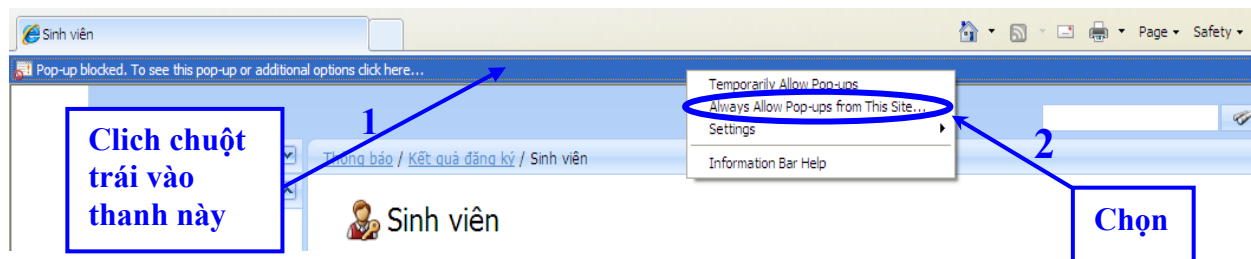 Sinh viên
Page Safety
Pop-up blocked. To see this pop-up or additional options click here...
Temporarily Allow Pop-ups
Always Allow Pop-ups from This Site...
Settings
Information Bar Help
1
2
Clich chuột
trái vào
thanh này
Thông báo / Kết quả đăng ký / Sinh viên
Sinh viên
Chọn